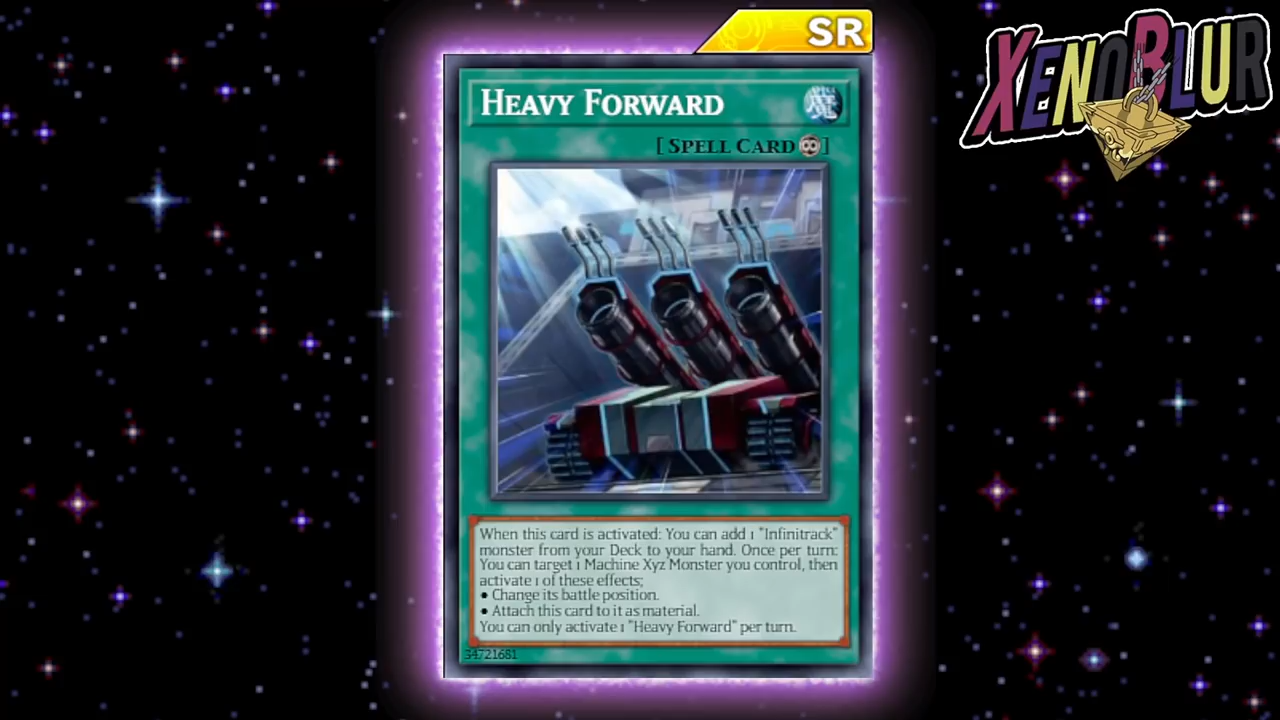 SR
XENOBLUR
HEAVY FORWARD
[ SPELL CARD ]
When this card is activated: You can add 1 "Infinitrack"
monster from your Deck to your hand. Once per turn:
You can target 1 Machine Xyz Monster you control, then
activate 1 of these effects;
• Change its battle position.
• Attach this card to it as material.
You can only activate 1 "Heavy Forward" per turn.
34721681